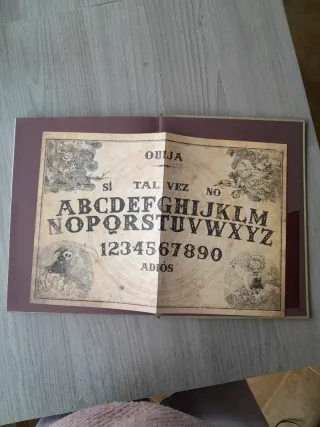 OUIJA
SÍ TAL VEZ NO
ABCDEFGHIJKLM
NOPQRSTUVWXYZ
1234567890
ADIÓS